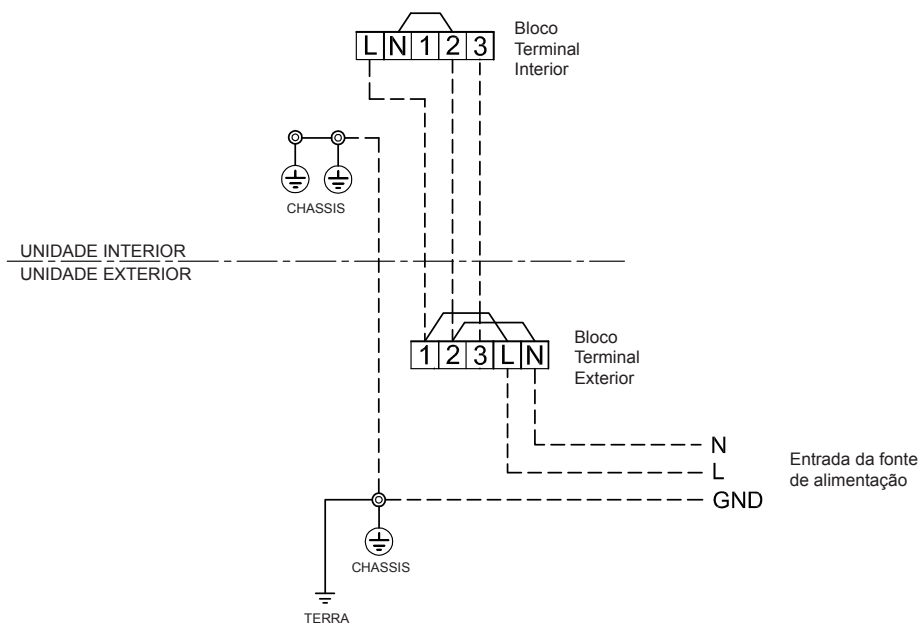 Bloco
Terminal
Interior
L N 1 2 3
CHASSIS
UNIDADE INTERIOR
UNIDADE EXTERIOR
Bloco
Terminal
Exterior
1 2 3 L N
N
L
GND
Entrada da fonte
de alimentação
CHASSIS
TERRA